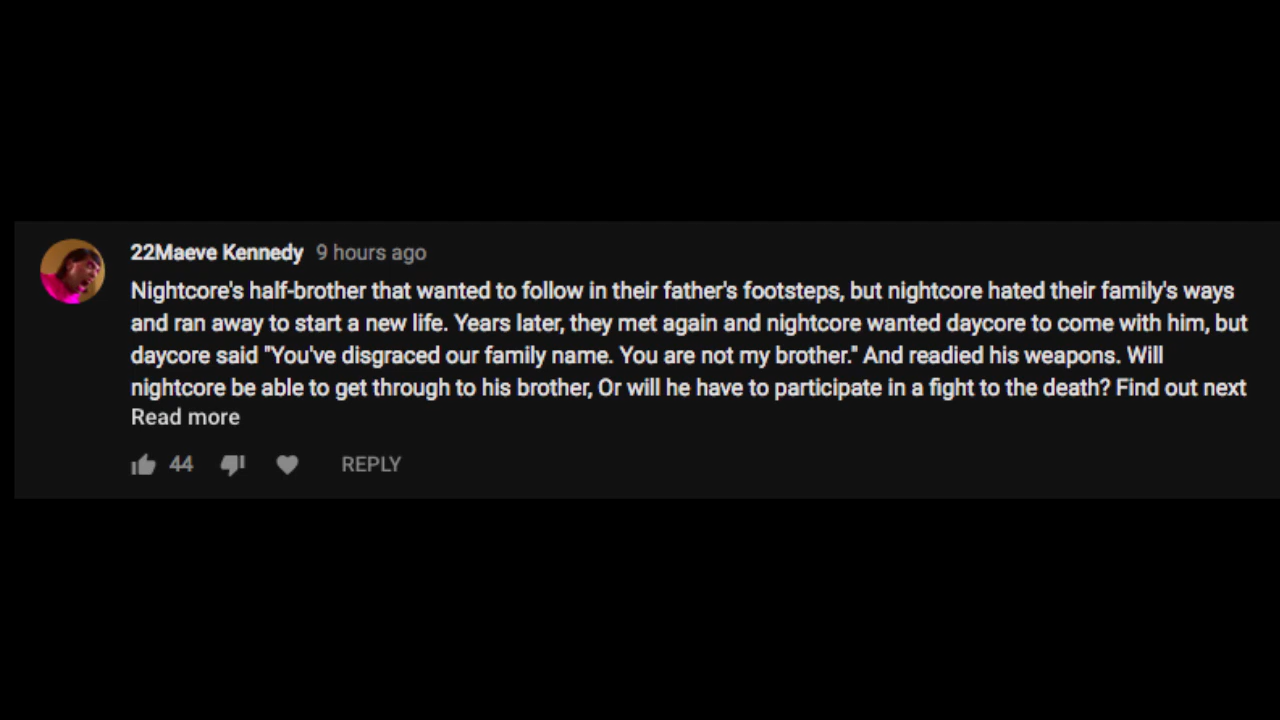 22Maeve Kennedy 9 hours ago
Nightcore's half-brother that wanted to follow in their father's footsteps, but nightcore hated their family's ways
and ran away to start a new life. Years later, they met again and nightcore wanted daycore to come with him, but
daycore said "You've disgraced our family name. You are not my brother." And readied his weapons. Will
nightcore be able to get through to his brother, Or will he have to participate in a fight to the death? Find out next
Read more
44 REPLY